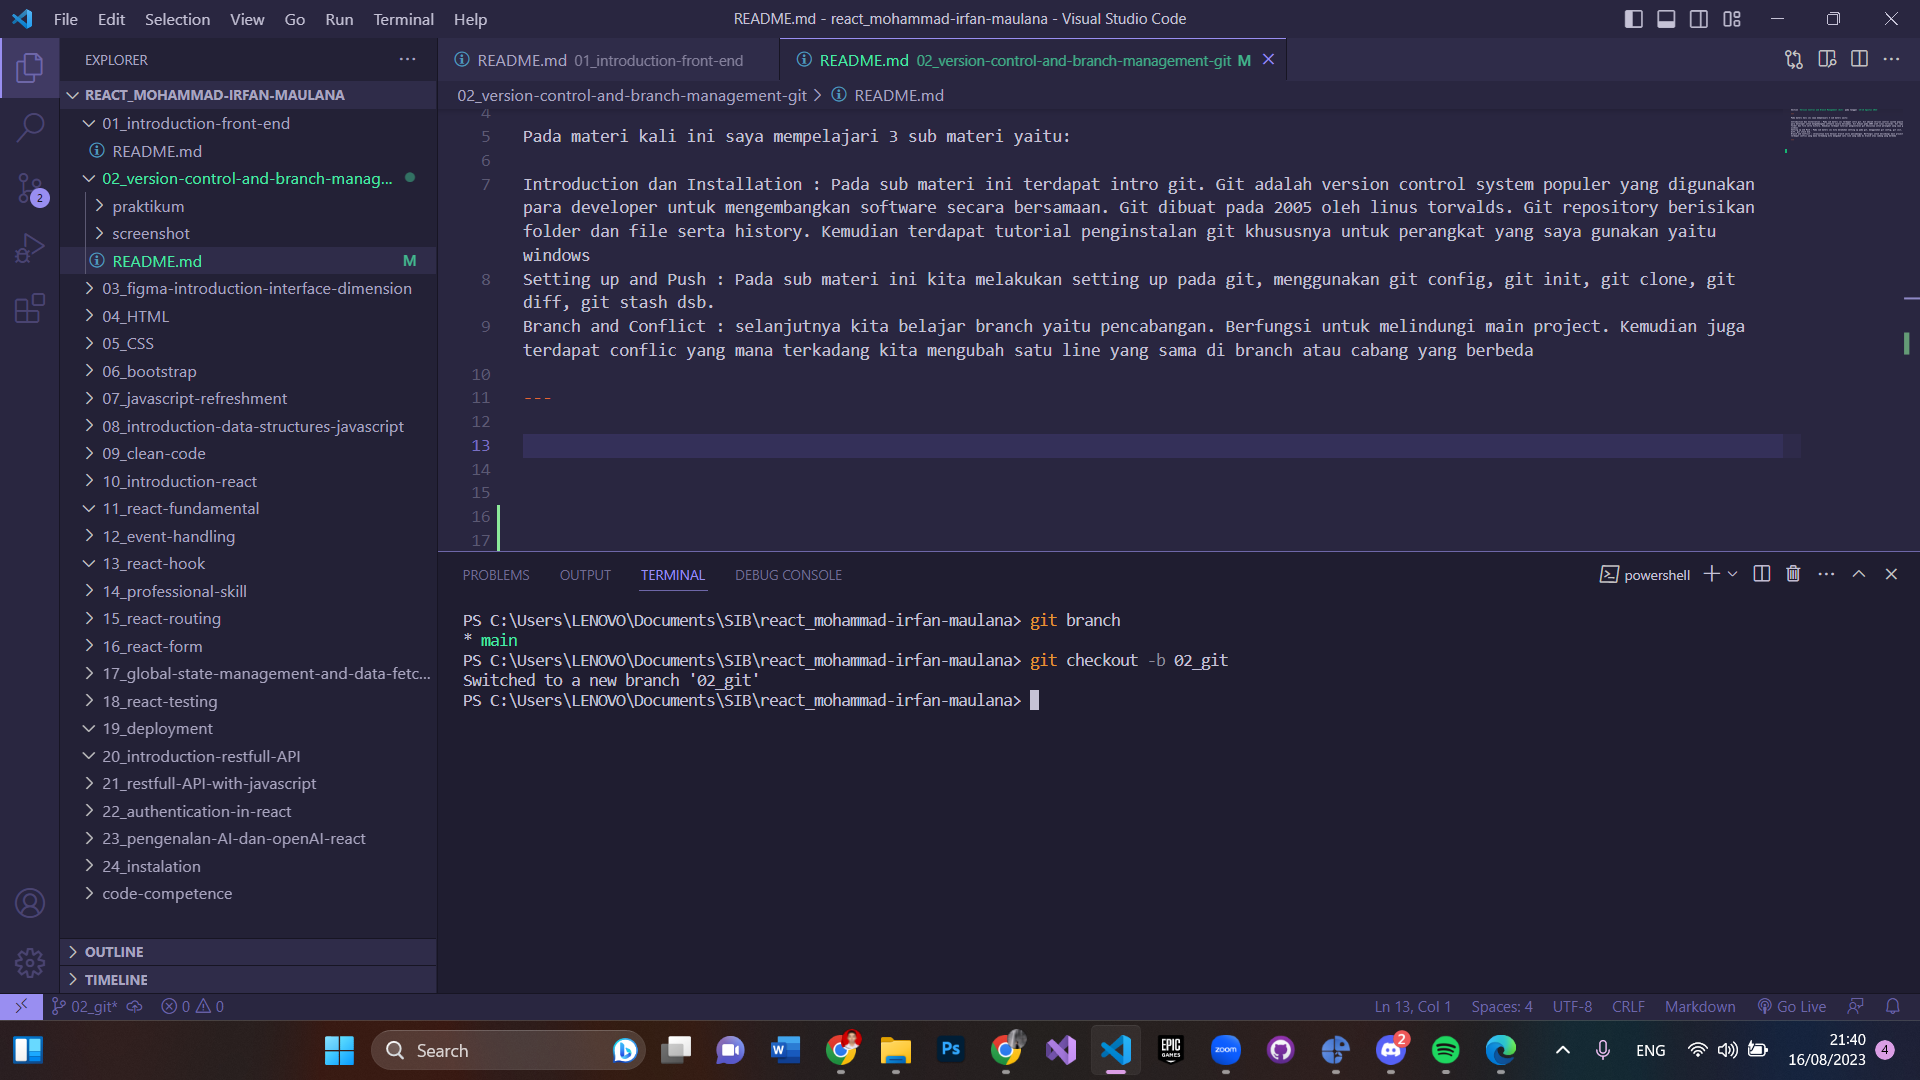 File Edit Selection View Go Run Terminal Help
README.md - react_mohammad-irfan-maulana - Visual Studio Code
EXPLORER
REACT_MOHAMMAD-IRFAN-MAULANA
01_introduction-front-end
README.md
02_version-control-and-branch-manag...
praktikum
screenshot
README.md M
03_figma-introduction-interface-dimension
04_HTML
05_CSS
06_bootstrap
07_javascript-refreshment
08_introduction-data-structures-javascript
09_clean-code
10_introduction-react
11_react-fundamental
12_event-handling
13_react-hook
14_professional-skill
15_react-routing
16_react-form
17_global-state-management-and-data-fetc...
18_react-testing
19_deployment
20_introduction-restfull-API
21_restfull-API-with-javascript
22_authentication-in-react
23_pengenalan-AI-dan-openAI-react
24_instalation
code-competence
OUTLINE
TIMELINE
2
README.md 01_introduction-front-end
README.md 02_version-control-and-branch-management-git M
02_version-control-and-branch-management-git > README.md
4
5 Pada materi kali ini saya mempelajari 3 sub materi yaitu:
6
7 Introduction dan Installation : Pada sub materi ini terdapat intro git. Git adalah version control system populer yang digunakan
para developer untuk mengembangkan software secara bersamaan. Git dibuat pada 2005 oleh linus torvalds. Git repository berisikan
folder dan file serta history. Kemudian terdapat tutorial penginstalan git khususnya untuk perangkat yang saya gunakan yaitu
windows
8 Setting up and Push : Pada sub materi ini kita melakukan setting up pada git, menggunakan git config, git init, git clone, git
diff, git stash dsb.
9 Branch and Conflict : selanjutnya kita belajar branch yaitu pencabangan. Berfungsi untuk melindungi main project. Kemudian juga
terdapat conflic yang mana terkadang kita mengubah satu line yang sama di branch atau cabang yang berbeda
10
11 ---
12
13
14
15
16
17
PROBLEMS OUTPUT TERMINAL DEBUG CONSOLE
powershell
PS C:\Users\LENOVO\Documents\SIB\react_mohammad-irfan-maulana> git branch
* main
PS C:\Users\LENOVO\Documents\SIB\react_mohammad-irfan-maulana> git checkout -b 02_git
Switched to a new branch '02_git'
PS C:\Users\LENOVO\Documents\SIB\react_mohammad-irfan-maulana>
02_git* 0 0
Ln 13, Col 1 Spaces: 4 UTF-8 CRLF Markdown Go Live
Search
W
Ps
EPIC
GAMES
zoom
2
ENG
21:40
16/08/2023
4